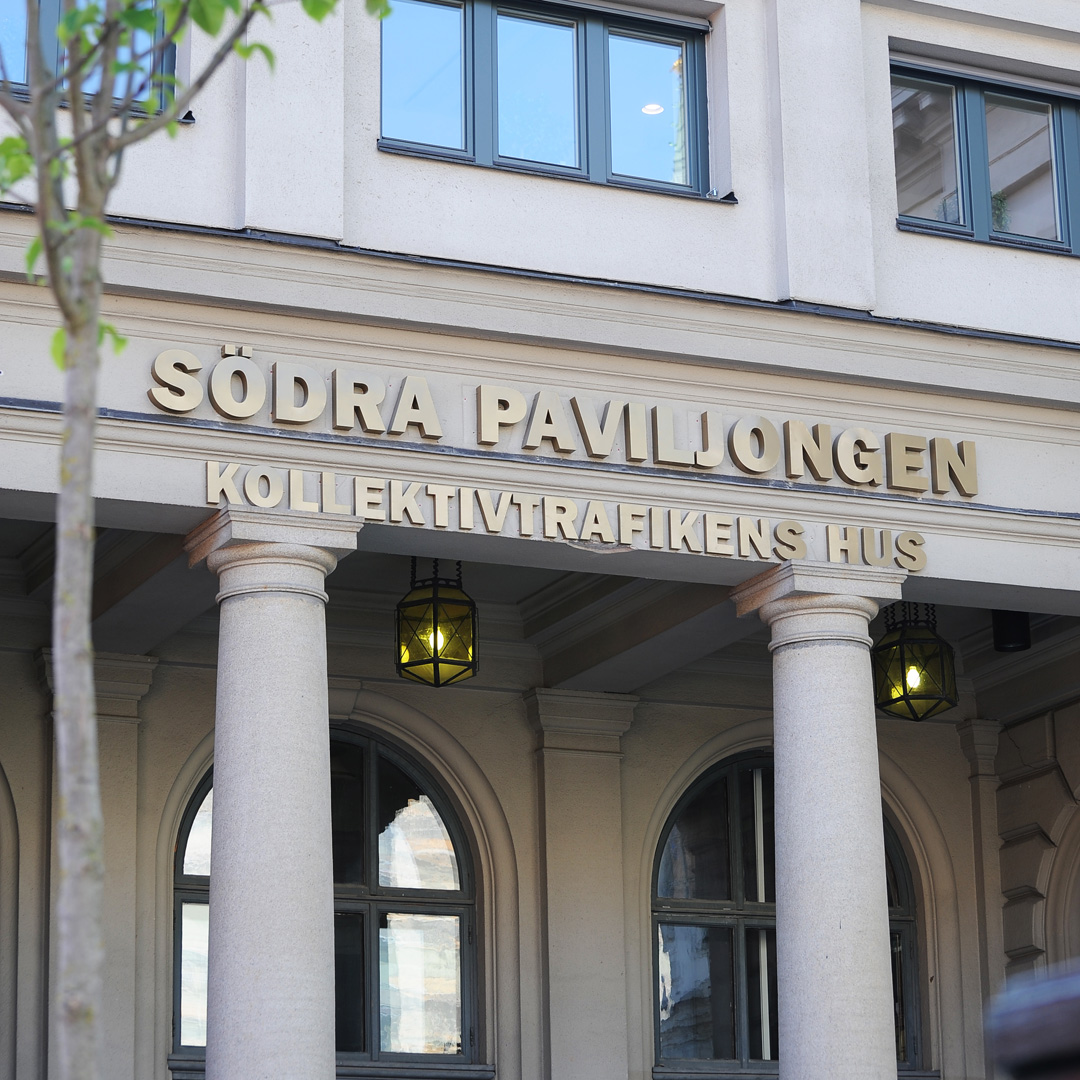 SÖDRA PAVILJONGEN
KOLLEKTIVTRAFIKENS HUS